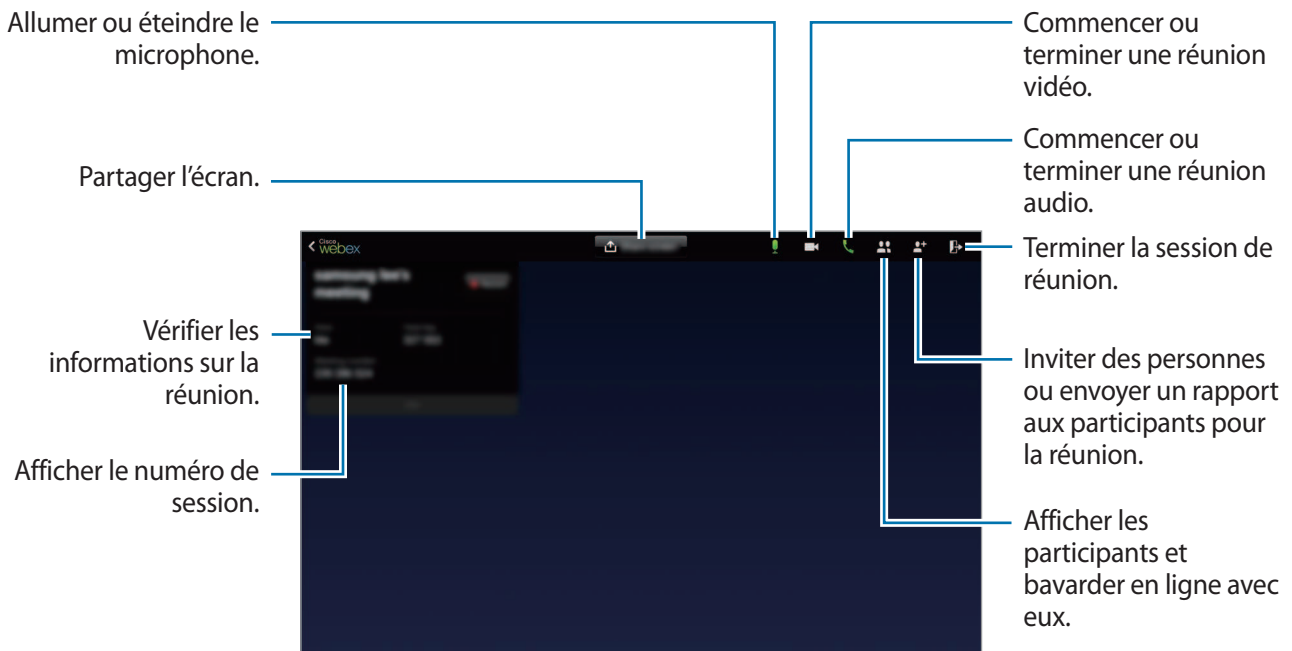 Allumer ou éteindre le
microphone.
Partager l’écran.
Vérifier les
informations sur la
réunion.
Afficher le numéro de
session.
Cisco
webex
samsung lee's
meeting
Commencer ou
terminer une réunion
vidéo.
Commencer ou
terminer une réunion
audio.
Terminer la session de
réunion.
Inviter des personnes
ou envoyer un rapport
aux participants pour
la réunion.
Afficher les
participants et
bavarder en ligne avec
eux.